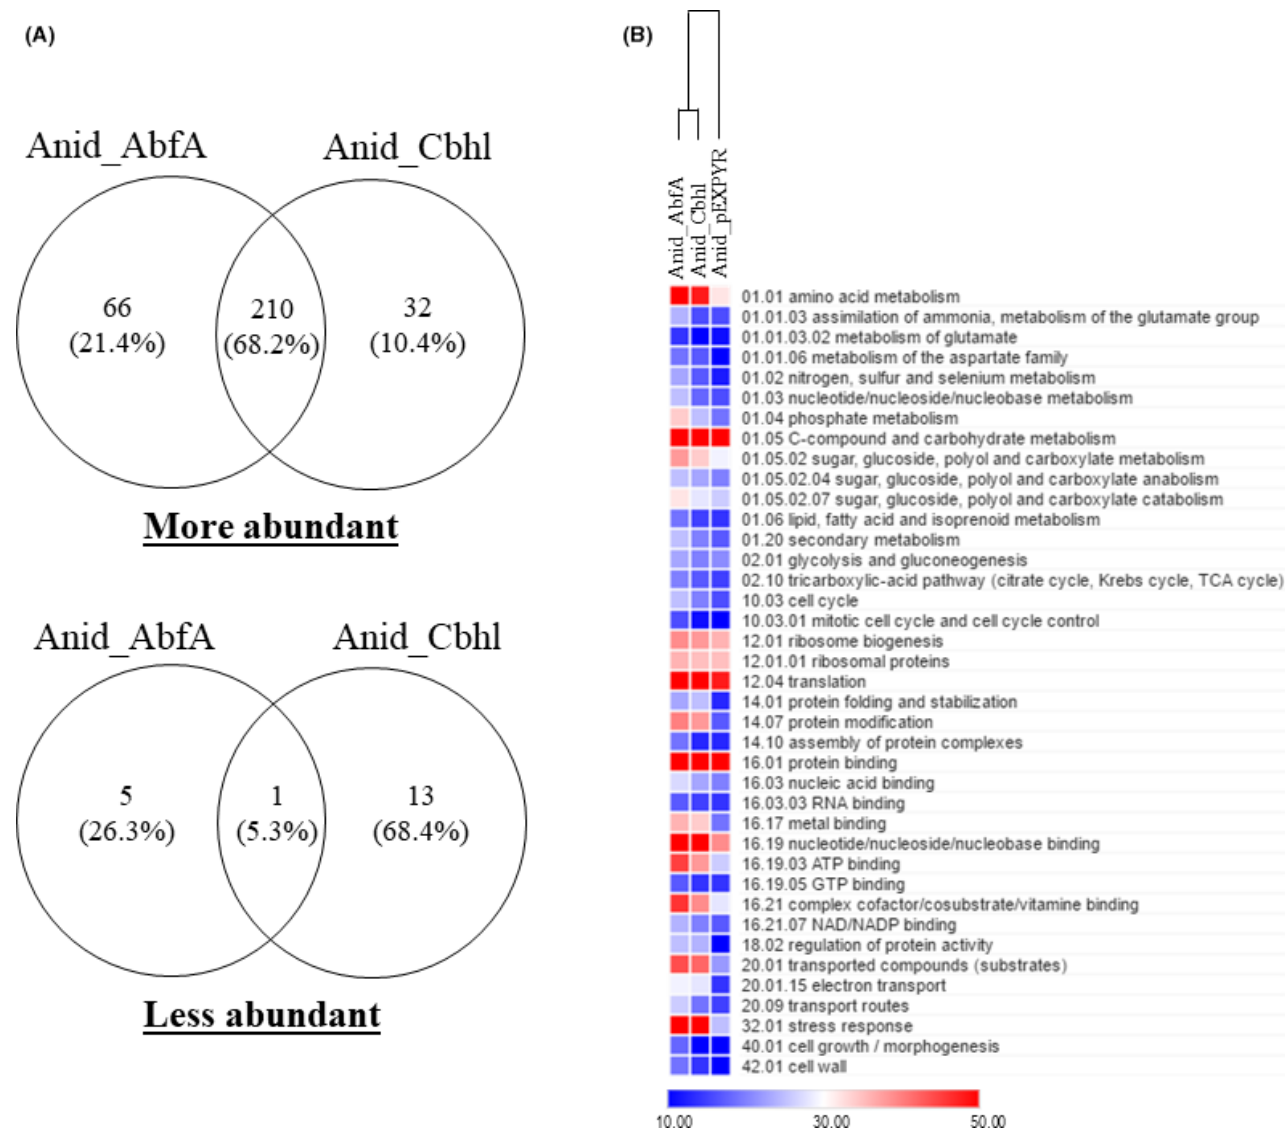 (A)
Anid_AbfA
Anid_Cbhl
66
(21.4%)
210
(68.2%)
32
(10.4%)
More abundant
Anid_AbfA
Anid_Cbhl
5
(26.3%)
1
(5.3%)
13
(68.4%)
Less abundant
(B)
Anid_AbfA
Anid_Cbhl
Anid_pEXPYR
01.01 amino acid metabolism
01.01.03 assimilation of ammonia, metabolism of the glutamate group
01.01.03.02 metabolism of glutamate
01.01.06 metabolism of the aspartate family
01.02 nitrogen, sulfur and selenium metabolism
01.03 nucleotide/nucleoside/nucleobase metabolism
01.04 phosphate metabolism
01.05 C-compound and carbohydrate metabolism
01.05.02 sugar, glucoside, polyol and carboxylate metabolism
01.05.02.04 sugar, glucoside, polyol and carboxylate anabolism
01.05.02.07 sugar, glucoside, polyol and carboxylate catabolism
01.06 lipid, fatty acid and isoprenoid metabolism
01.20 secondary metabolism
02.01 glycolysis and gluconeogenesis
02.10 tricarboxylic-acid pathway (citrate cycle, Krebs cycle, TCA cycle)
10.03 cell cycle
10.03.01 mitotic cell cycle and cell cycle control
12.01 ribosome biogenesis
12.01.01 ribosomal proteins
12.04 translation
14.01 protein folding and stabilization
14.07 protein modification
14.10 assembly of protein complexes
16.01 protein binding
16.03 nucleic acid binding
16.03.03 RNA binding
16.17 metal binding
16.19 nucleotide/nucleoside/nucleobase binding
16.19.03 ATP binding
16.19.05 GTP binding
16.21 complex cofactor/cosubstrate/vitamine binding
16.21.07 NAD/NADP binding
18.02 regulation of protein activity
20.01 transported compounds (substrates)
20.01.15 electron transport
20.09 transport routes
32.01 stress response
40.01 cell growth / morphogenesis
42.01 cell wall
10.00
30.00
50.00